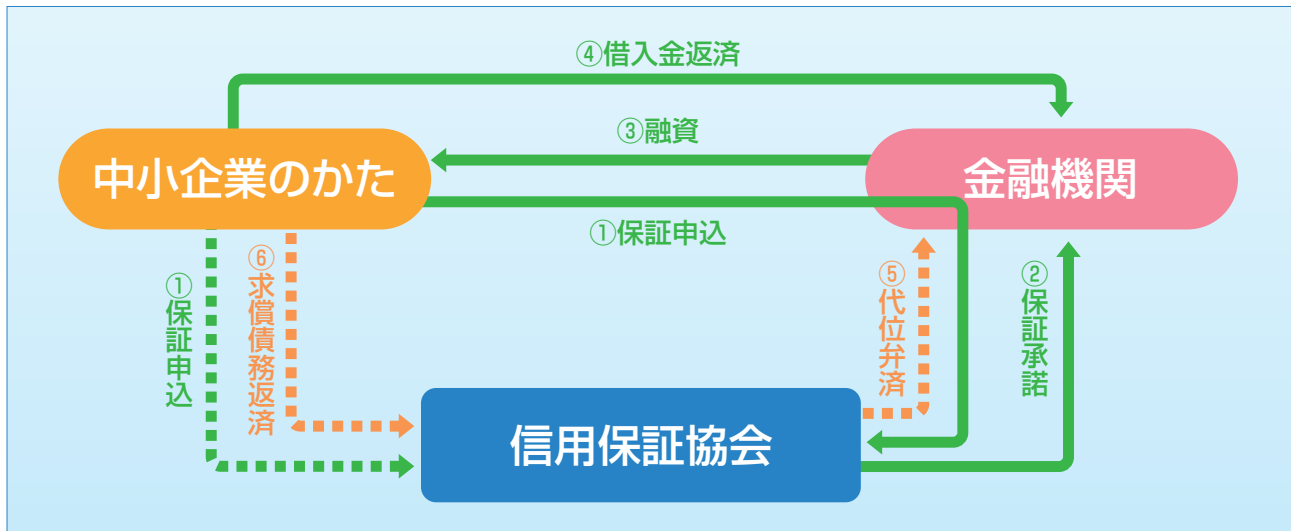 ④借入金返済
③融資
中小企業のかた
金融機関
①保証申込
①保証申込
⑥求償債務返済
⑤代位弁済
②保証承諾
信用保証協会